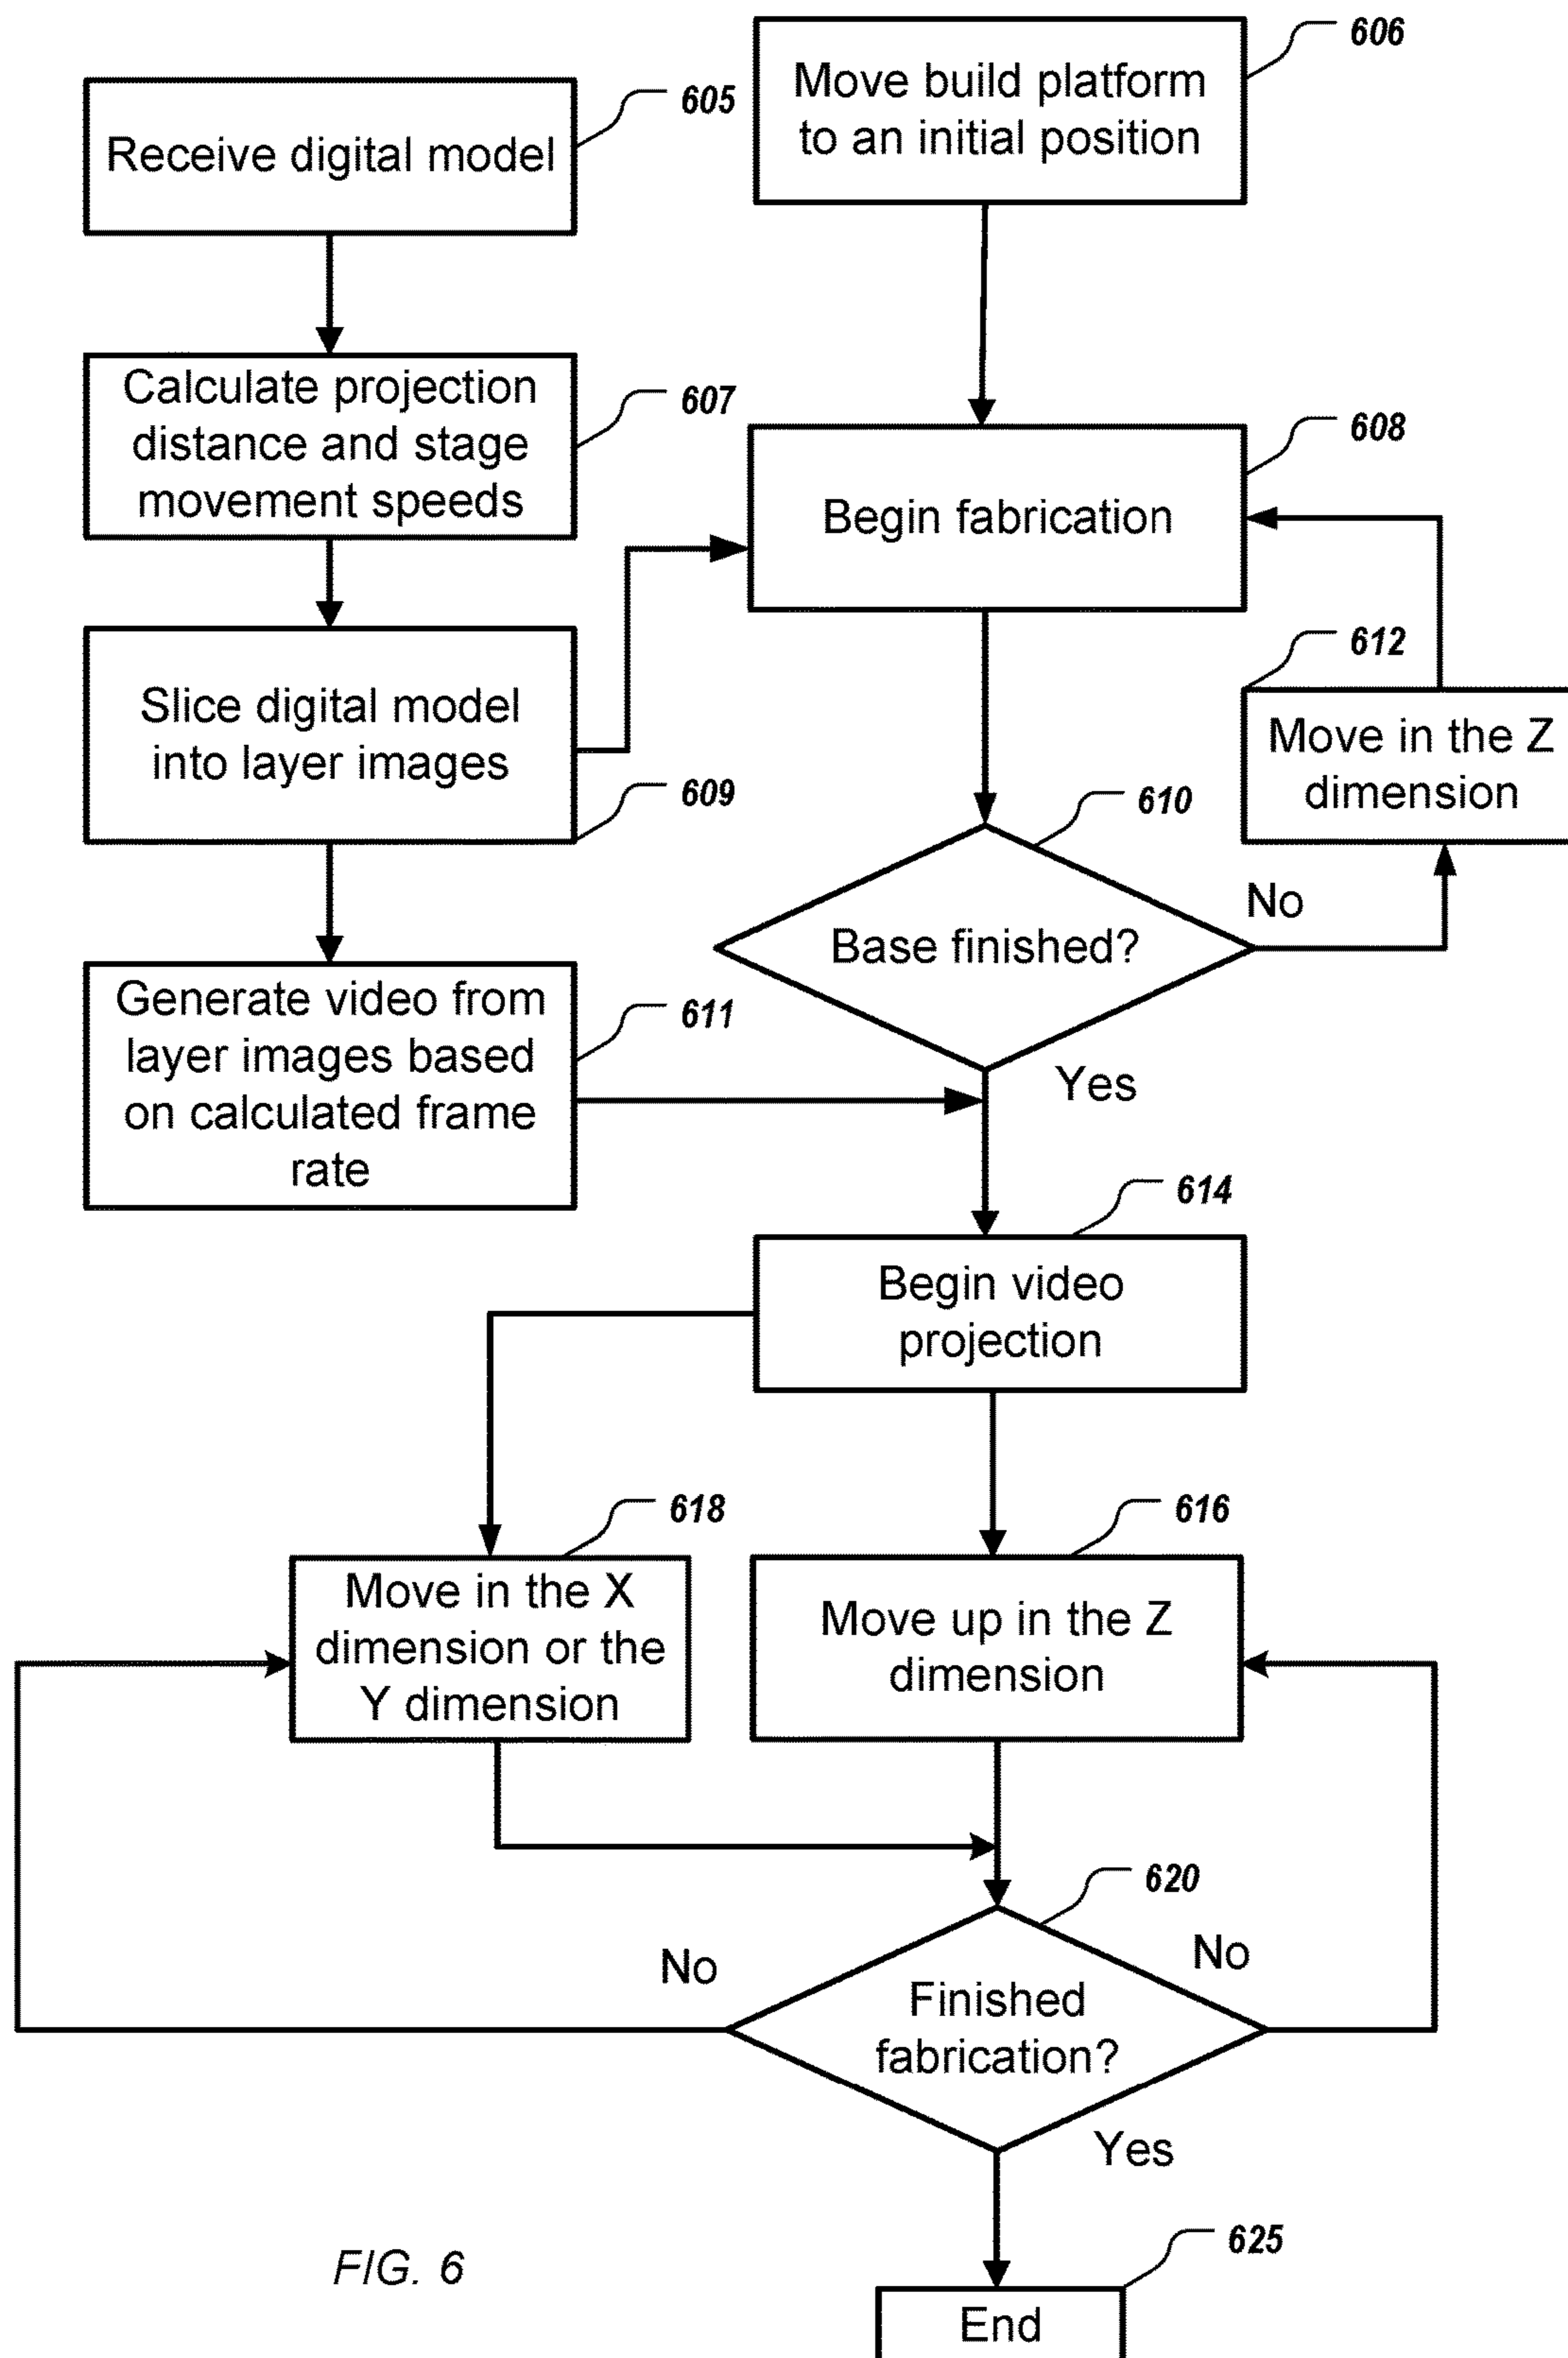 606
Move build platform
to an initial position
605
Receive digital model
607
Calculate projection
distance and stage
movement speeds
608
Begin fabrication
612
Move in the Z
dimension
Slice digital model
into layer images
609
610
No
Base finished?
Yes
Generate video from
layer images based
on calculated frame
rate
611
614
Begin video
projection
618
Move in the X
dimension or the
Y dimension
616
Move up in the Z
dimension
620
No
No
Finished
fabrication?
Yes
625
End
FIG. 6